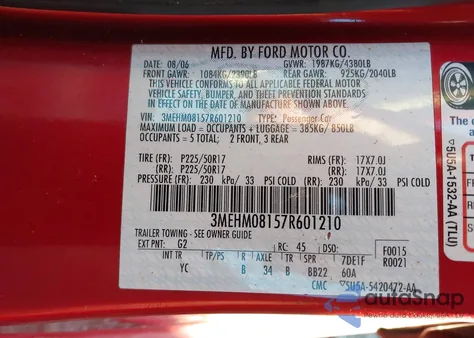 MFD. BY FORD MOTOR CO.
DATE: 08/06 GVWR: 1987KG/4380LB
FRONT GAWR: 1084KG/2390LB REAR GAWR: 925KG/2040LB
THIS VEHICLE CONFORMS TO ALL APPLICABLE FEDERAL MOTOR
VEHICLE SAFETY, BUMPER, AND THEFT PREVENTION STANDARDS
IN EFFECT ON THE DATE OF MANUFACTURE SHOWN ABOVE.
VIN: 3MEHM08157R601210 TYPE: Passenger Car
MAXIMUM LOAD = OCCUPANTS + LUGGAGE = 385KG/850LB
OCCUPANTS = 5 TOTAL; 2 FRONT, 3 REAR
TIRE (FR): P225/50R17 RIMS (FR): 17X7.0J
(RR): P225/50R17 (RR): 17X7.0J
PRESSURE (FR): 230 kPa/ 33 PSI COLD (RR): 230 kPa/ 33 PSI COLD
3MEHM08157R601210
TRAILER TOWING - SEE OWNER GUIDE
EXT PNT: G2 RC: 45 DSO: F0015
R0021
INT TR TP/PS R AXLE TR SPR 7DE1F
YC B 34 B BB22 60A
CMC 5U5A-5420472-AA
5U5A-1532-AA (TLU)
autoSnap